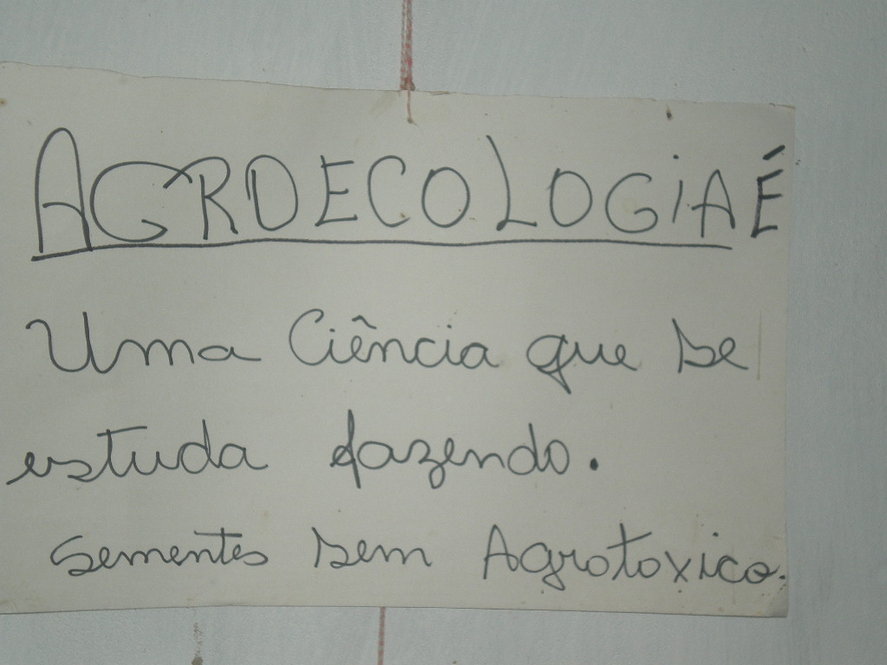 AGROECOLOGIA É
Uma Ciência que se
estuda fazendo.
Sementes sem Agrotoxico.